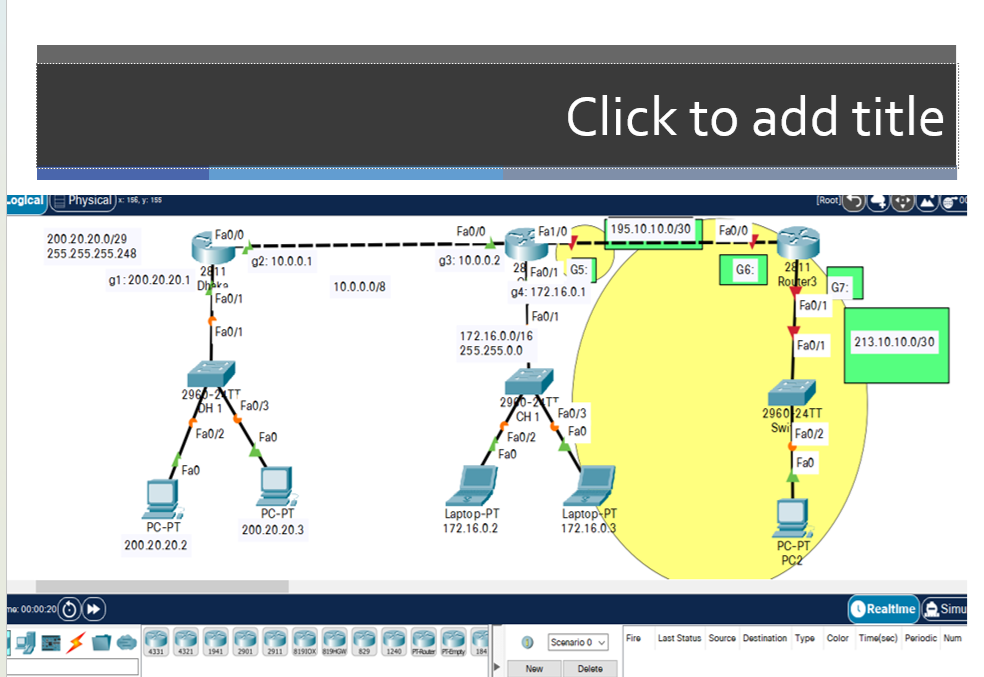 Click to add title
Logical
Physical
x: 156, y: 155
[Root]
200.20.20.0/29
255.255.255.248
Fa0/0
g1: 200.20.20.1
2811
g2: 10.0.0.1
Fa0/1
Fa0/1
10.0.0.0/8
Fa0/0
Fa1/0
g3: 10.0.0.2
Fa0/1
G5:
g4: 172.16.0.1
Fa0/1
172.16.0.0/16
255.255.0.0
195.10.10.0/30
Fa0/0
G6:
2811
Router3
G7:
Fa0/1
Fa0/1
213.10.10.0/30
2960-24TT
DH 1
Fa0/3
Fa0/2
Fa0
Fa0
PC-PT
200.20.20.2
PC-PT
200.20.20.3
2960-24TT
CH 1
Fa0/3
Fa0/2
Fa0
Fa0
Laptop-PT
172.16.0.2
Laptop-PT
172.16.0.3
2960-24TT
Fa0/2
Fa0
PC-PT
PC2
00:00:20
Realtime
4331
4321
1941
2901
2911
819IOX
819HGW
829
1240
PT-Router
PT-Empty
Scenario 0
New
Delete
Fire Last Status Source Destination Type Color Time(sec) Periodic Num